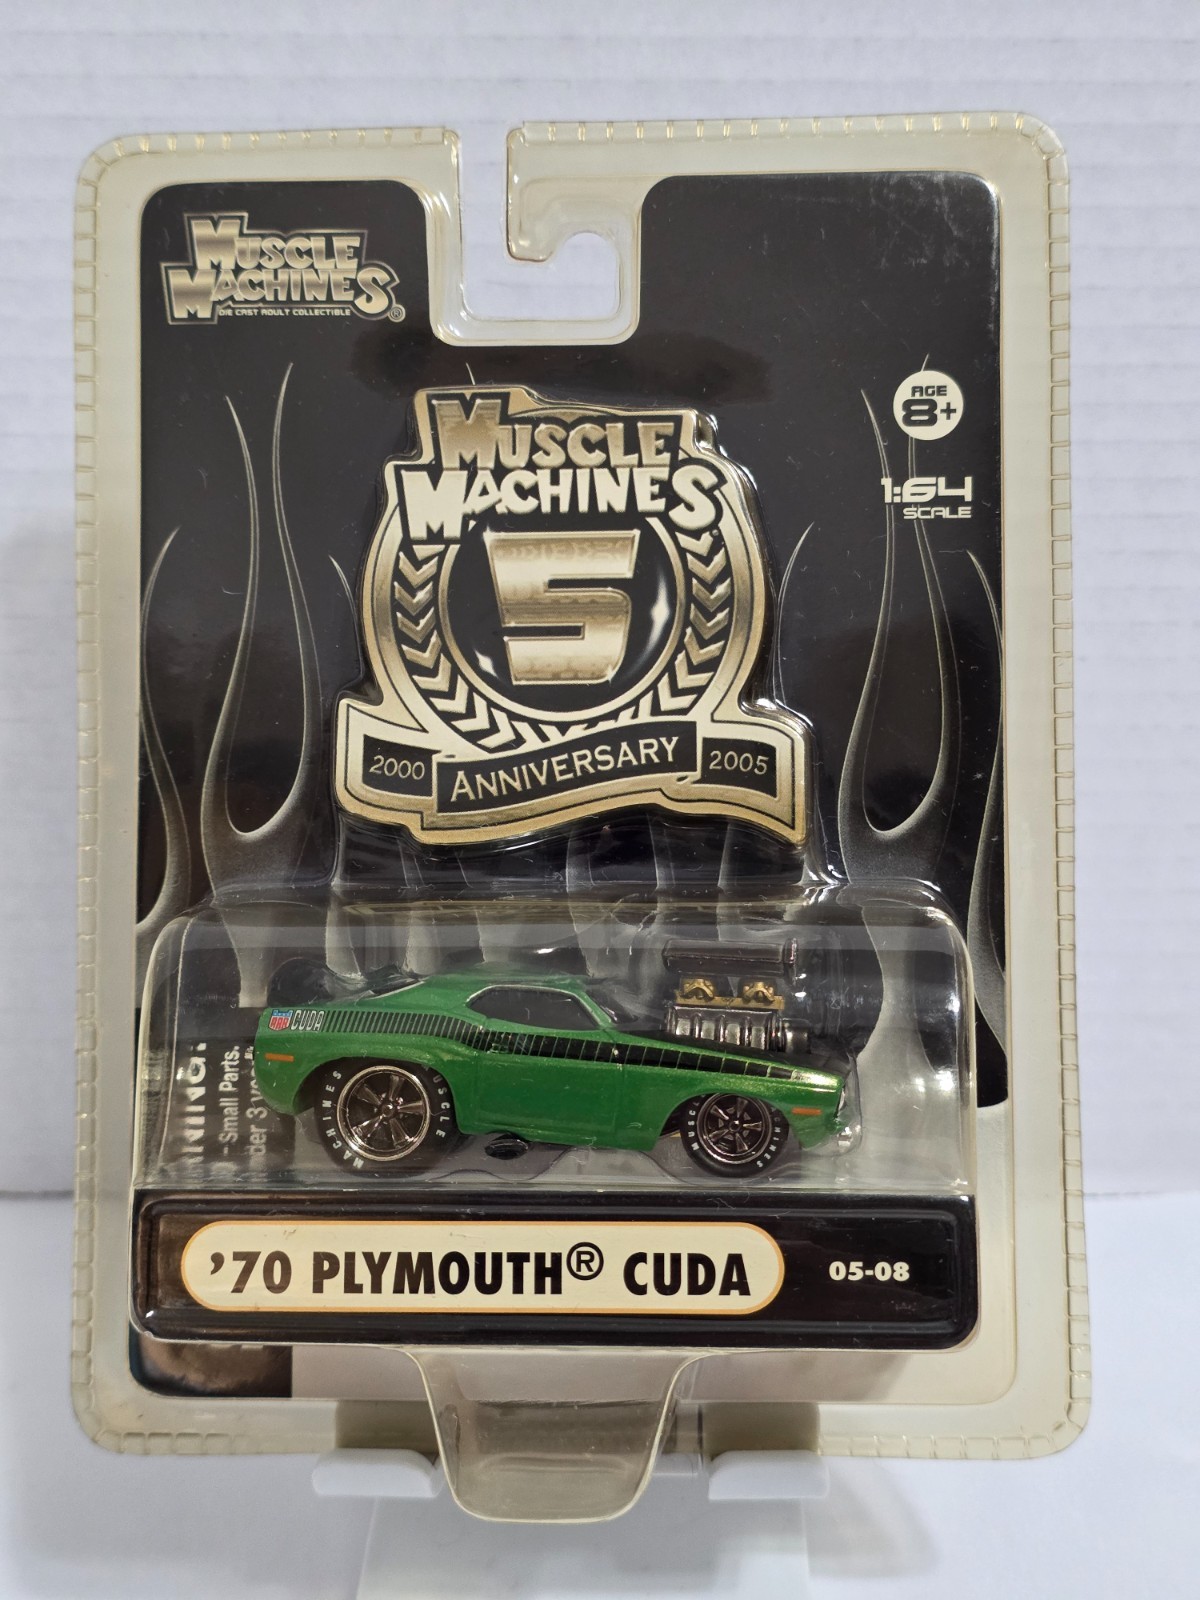 MUSCLE
MACHINES
DIE CAST ADULT COLLECTIBLE ®
AGE
8+
1:64
SCALE
MUSCLE
MACHINES
5
2000 ANNIVERSARY 2005
CUDA
MACHINES MUSCLE
MUSCLE MACHINES
Small Parts.
'70 PLYMOUTH® CUDA
05-08